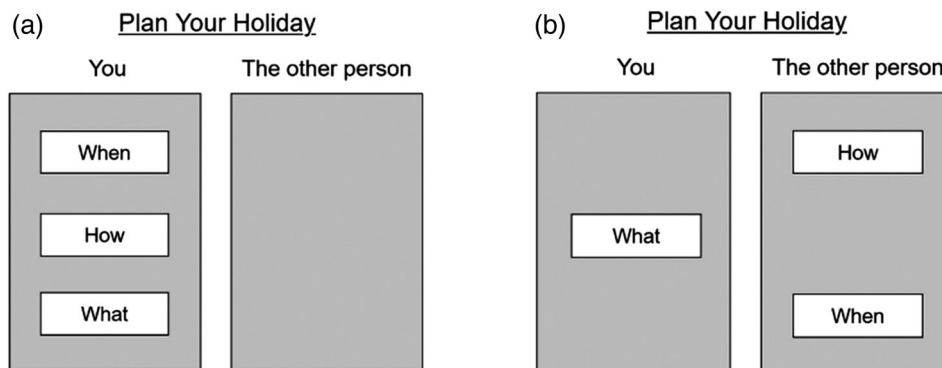 (a)
Plan Your Holiday
You
The other person
When
How
What
(b)
Plan Your Holiday
You
The other person
How
What
When